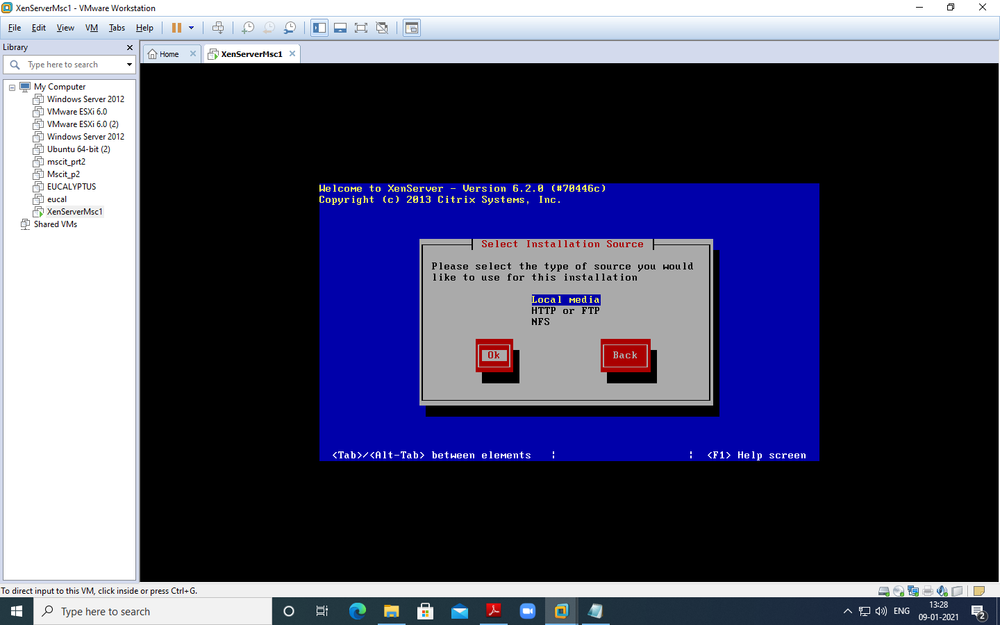 XenServerMsc1 - VMware Workstation
File Edit View VM Tabs Help
Library
Type here to search
My Computer
Windows Server 2012
VMware ESXi 6.0
VMware ESXi 6.0 (2)
Windows Server 2012
Ubuntu 64-bit (2)
mscit_prt2
Mscit_p2
EUCALYPTUS
eucal
XenServerMsc1
Shared VMs
Home
XenServerMsc1
Welcome to XenServer - Version 6.2.0 (#70446c)
Copyright (c) 2013 Citrix Systems, Inc.
Select Installation Source
Please select the type of source you would
like to use for this installation
Local media
HTTP or FTP
NFS
Ok Back
<Tab>/<Alt-Tab> between elements ¦ ¦ <F1> Help screen
To direct input to this VM, click inside or press Ctrl+G.
Type here to search
ENG
13:28
09-01-2021
2